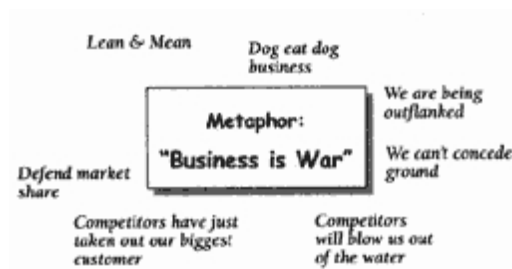 Lean & Mean
Dog eat dog
business
We are being
outflanked
Metaphor:
"Business is War"
We can't concede
ground
Defend market
share
Competitors have just
taken out our biggest
customer
Competitors
will blow us out
of the water